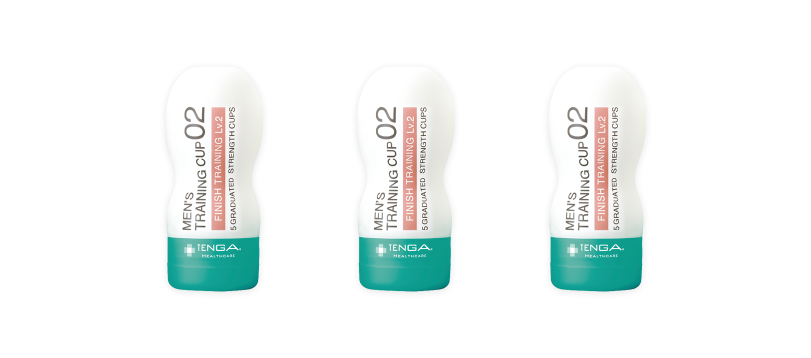 MEN'S
TRAINING CUP 02
FINISH TRAINING Lv.2
5 GRADUATED STRENGTH CUPS
TENGA
HEALTHCARE
MEN'S
TRAINING CUP 02
FINISH TRAINING Lv.2
5 GRADUATED STRENGTH CUPS
TENGA
HEALTHCARE
MEN'S
TRAINING CUP 02
FINISH TRAINING Lv.2
5 GRADUATED STRENGTH CUPS
TENGA
HEALTHCARE